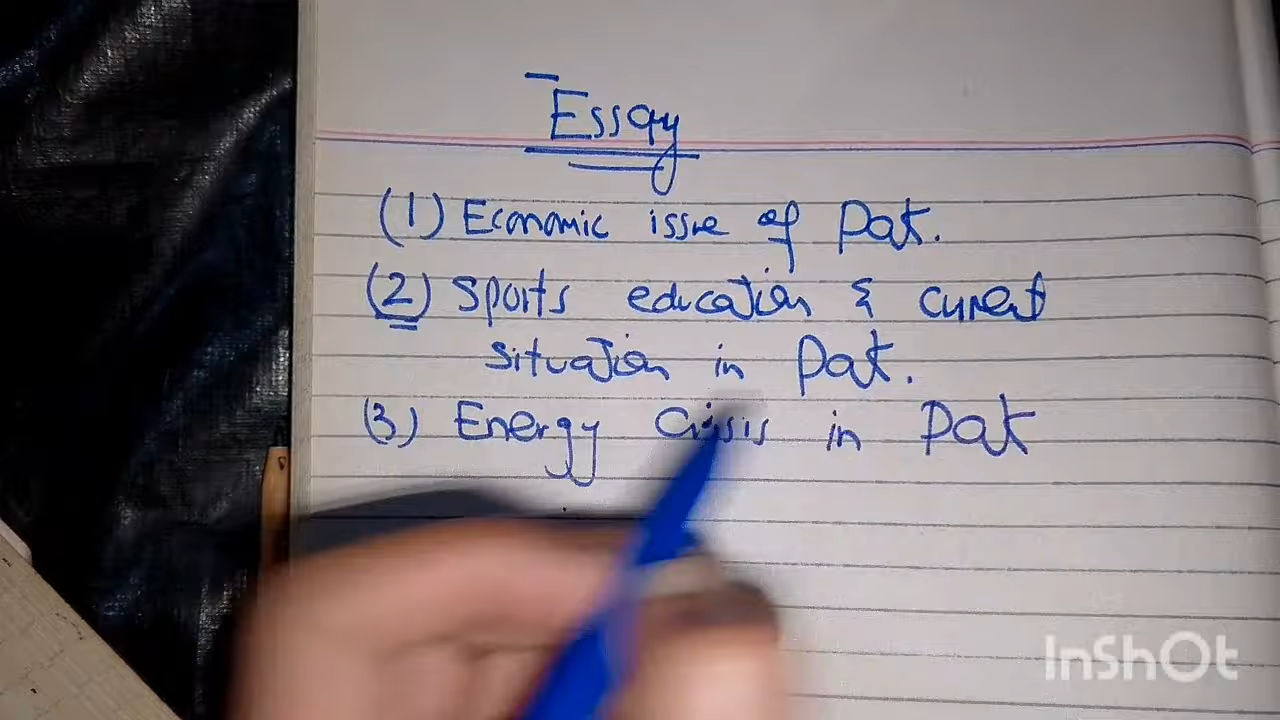 Essay
(1) Economic issue of Pak.
(2) Sports education & current
situation in Pak.
(3) Energy Crisis in Pak
InShOt